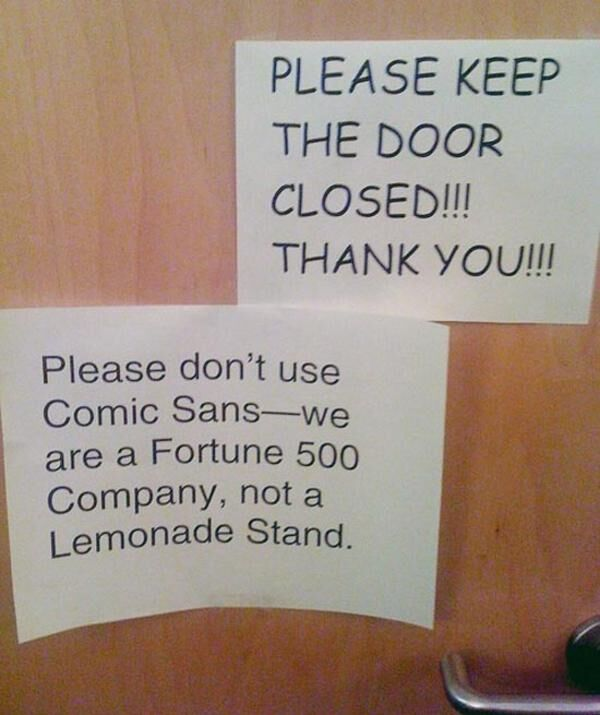 PLEASE KEEP
THE DOOR
CLOSED!!!
THANK YOU!!!
Please don't use
Comic Sans—we
are a Fortune 500
Company, not a
Lemonade Stand.